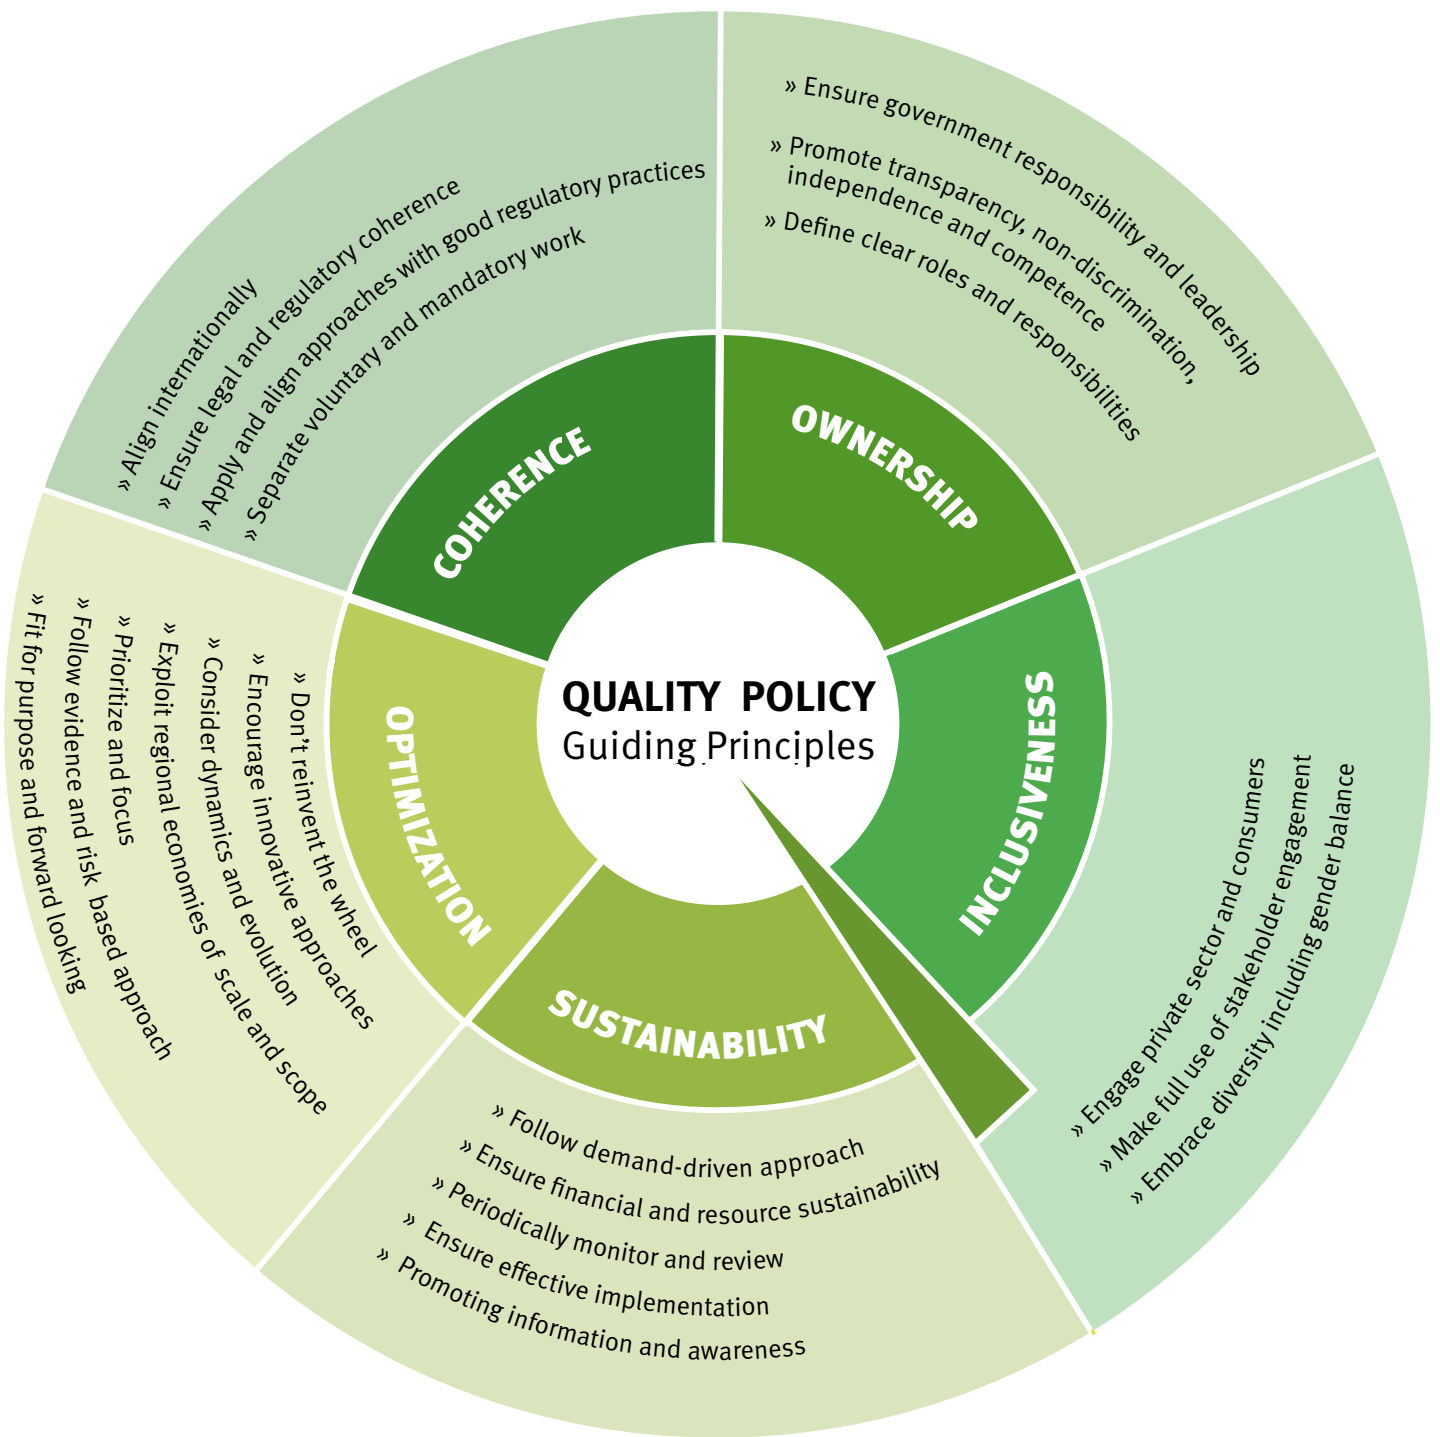 QUALITY POLICY
Guiding Principles
OWNERSHIP
» Ensure government responsibility and leadership
» Promote transparency, non-discrimination,
independence and competence
» Define clear roles and responsibilities
INCLUSIVENESS
» Engage private sector and consumers
» Make full use of stakeholder engagement
» Embrace diversity including gender balance
SUSTAINABILITY
» Follow demand-driven approach
» Ensure financial and resource sustainability
» Periodically monitor and review
» Ensure effective implementation
» Promoting information and awareness
OPTIMIZATION
» Don't reinvent the wheel
» Encourage innovative approaches
» Consider dynamics and evolution
» Exploit regional economies of scale and scope
» Prioritize and focus
» Follow evidence and risk based approach
» Fit for purpose and forward looking
COHERENCE
» Align internationally
» Ensure legal and regulatory coherence
» Apply and align approaches with good regulatory practices
» Separate voluntary and mandatory work